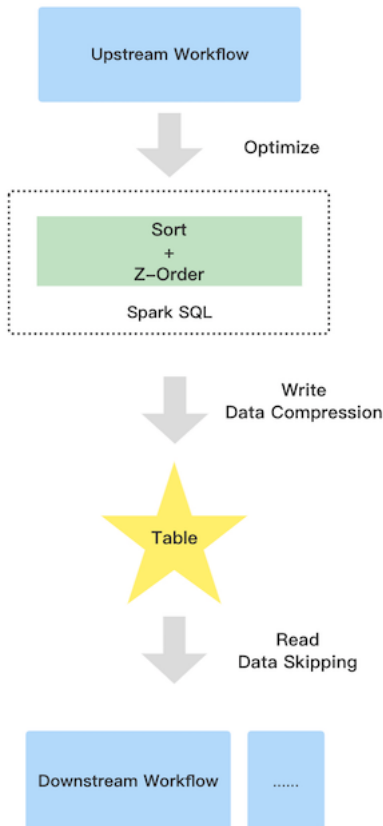 Upstream Workflow
Optimize
Sort
+
Z-Order
Spark SQL
Write
Data Compression
Table
Read
Data Skipping
Downstream Workflow
......